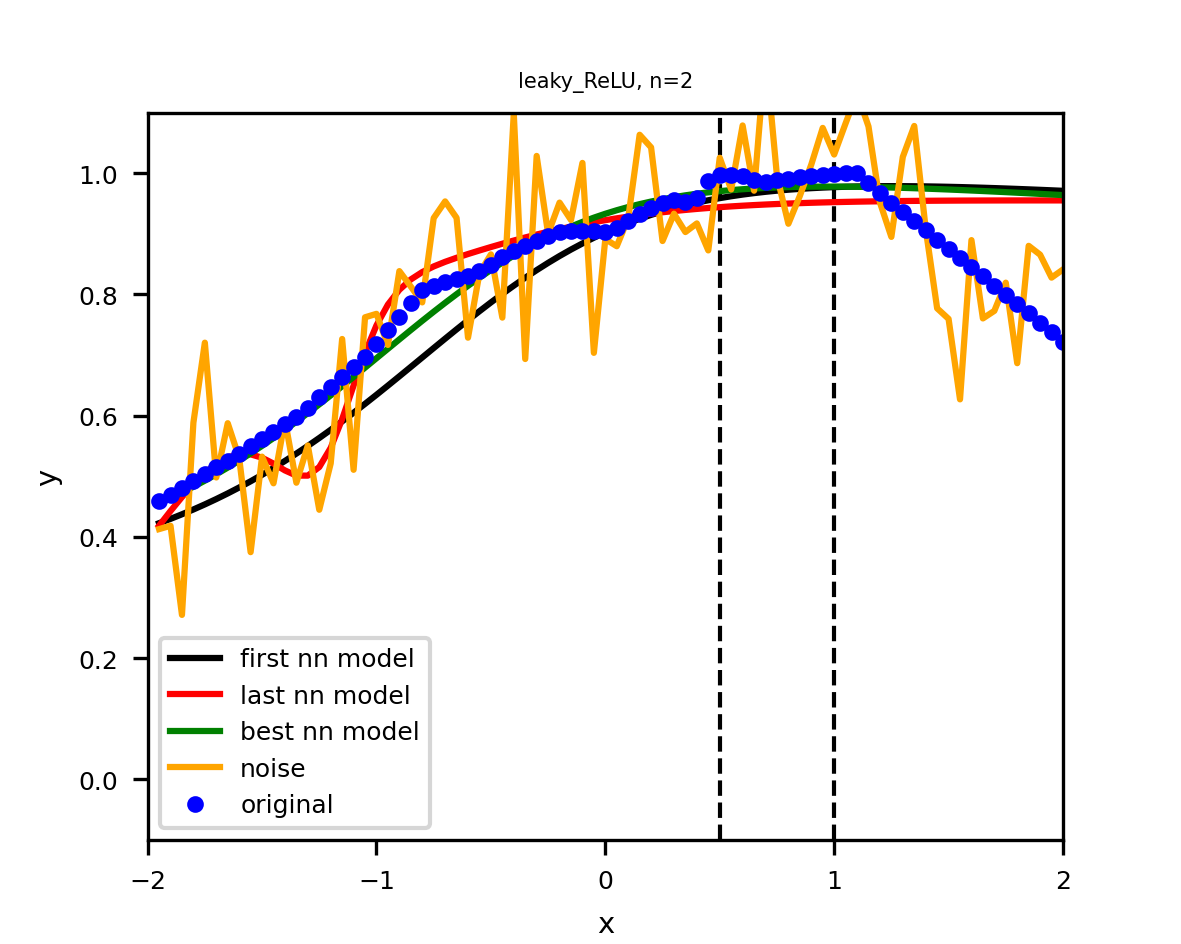 leaky_ReLU, n=2
y
1.0
0.8
0.6
0.4
0.2
0.0
first nn model
last nn model
best nn model
noise
original
−2
−1
0
1
2
x